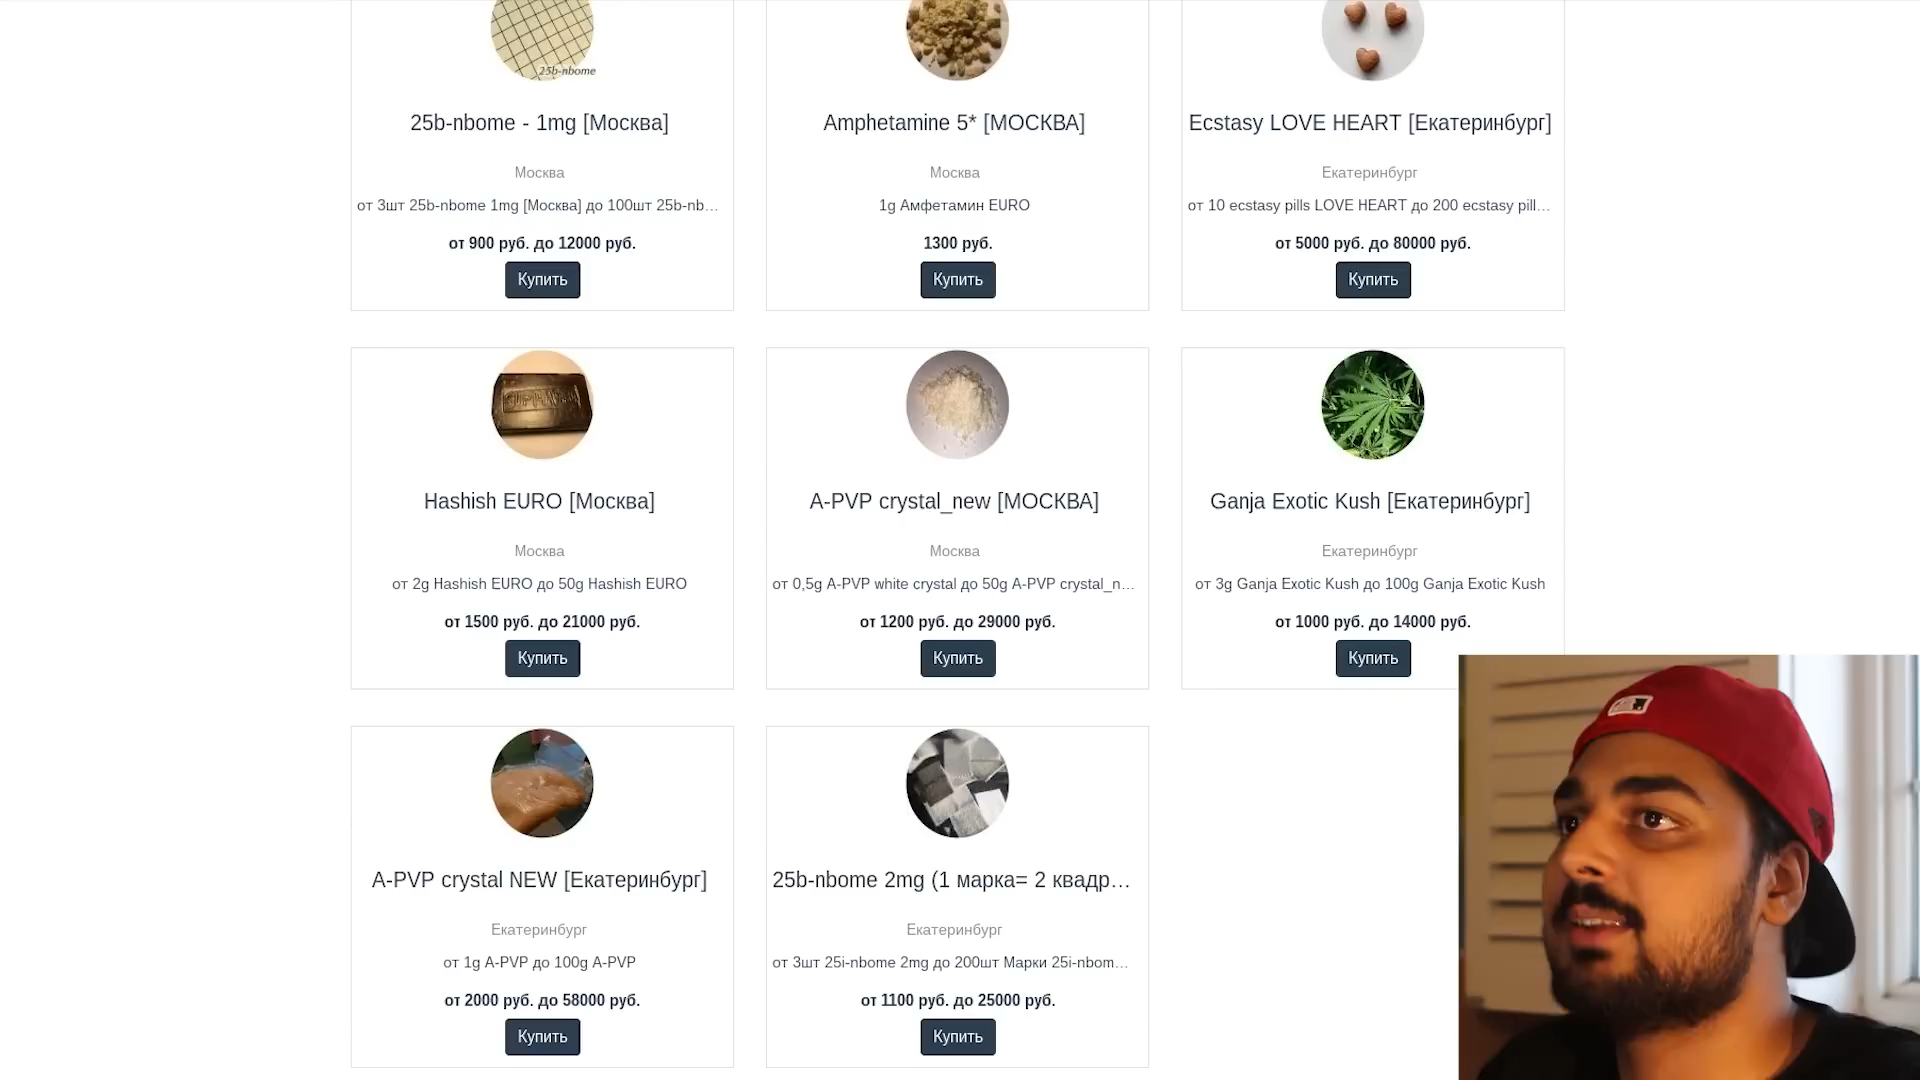 25b-nbome
25b-nbome - 1mg [Москва]
Москва
от 3шт 25b-nbome 1mg [Москва] до 100шт 25b-nb...
от 900 руб. до 12000 руб.
Купить
Amphetamine 5* [МОСКВА]
Москва
1g Амфетамин EURO
1300 руб.
Купить
Ecstasy LOVE HEART [Екатеринбург]
Екатеринбург
от 10 ecstasy pills LOVE HEART до 200 ecstasy pill...
от 5000 руб. до 80000 руб.
Купить
Hashish EURO [Москва]
Москва
от 2g Hashish EURO до 50g Hashish EURO
от 1500 руб. до 21000 руб.
Купить
A-PVP crystal_new [МОСКВА]
Москва
от 0,5g A-PVP white crystal до 50g A-PVP crystal_n...
от 1200 руб. до 29000 руб.
Купить
Ganja Exotic Kush [Екатеринбург]
Екатеринбург
от 3g Ganja Exotic Kush до 100g Ganja Exotic Kush
от 1000 руб. до 14000 руб.
Купить
A-PVP crystal NEW [Екатеринбург]
Екатеринбург
от 1g A-PVP до 100g A-PVP
от 2000 руб. до 58000 руб.
Купить
25b-nbome 2mg (1 марка= 2 квадр...
Екатеринбург
от 3шт 25i-nbome 2mg до 200шт Марки 25i-nbom...
от 1100 руб. до 25000 руб.
Купить